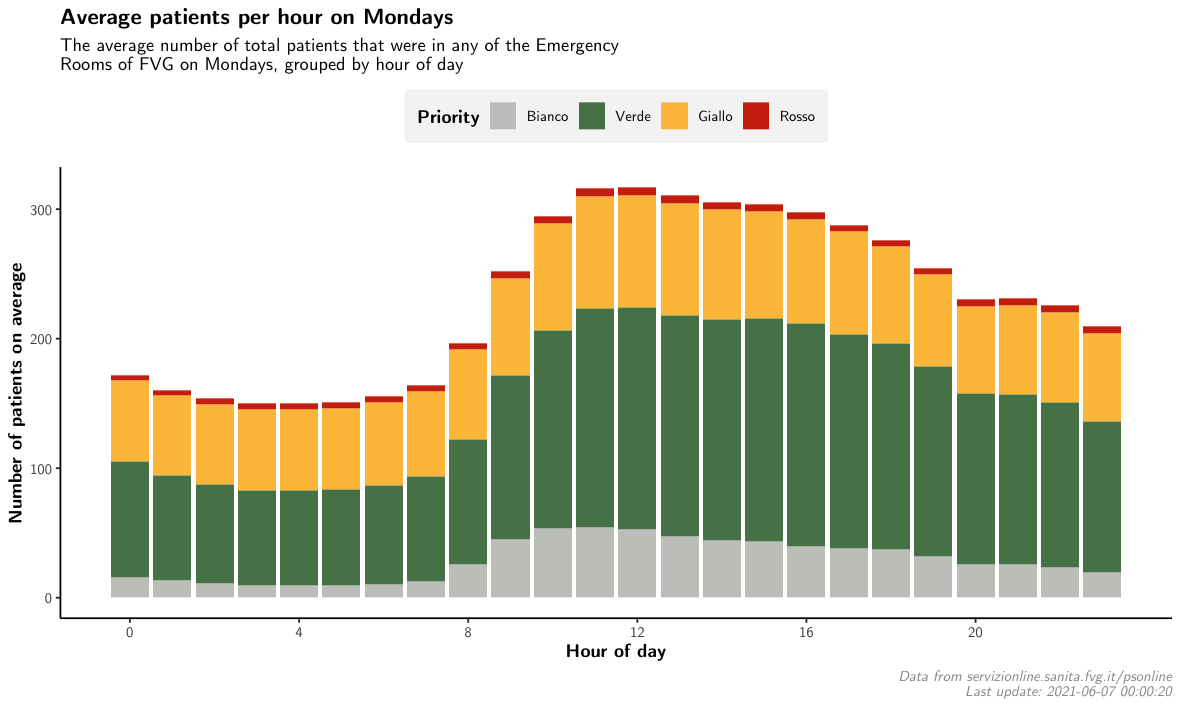 Average patients per hour on Mondays
The average number of total patients that were in any of the Emergency
Rooms of FVG on Mondays, grouped by hour of day
Priority Bianco Verde Giallo Rosso
Number of patients on average
300
200
100
0
0 4 8 12 16 20
Hour of day
Data from servizionline.sanita.fvg.it/psonline
Last update: 2021-06-07 00:00:20